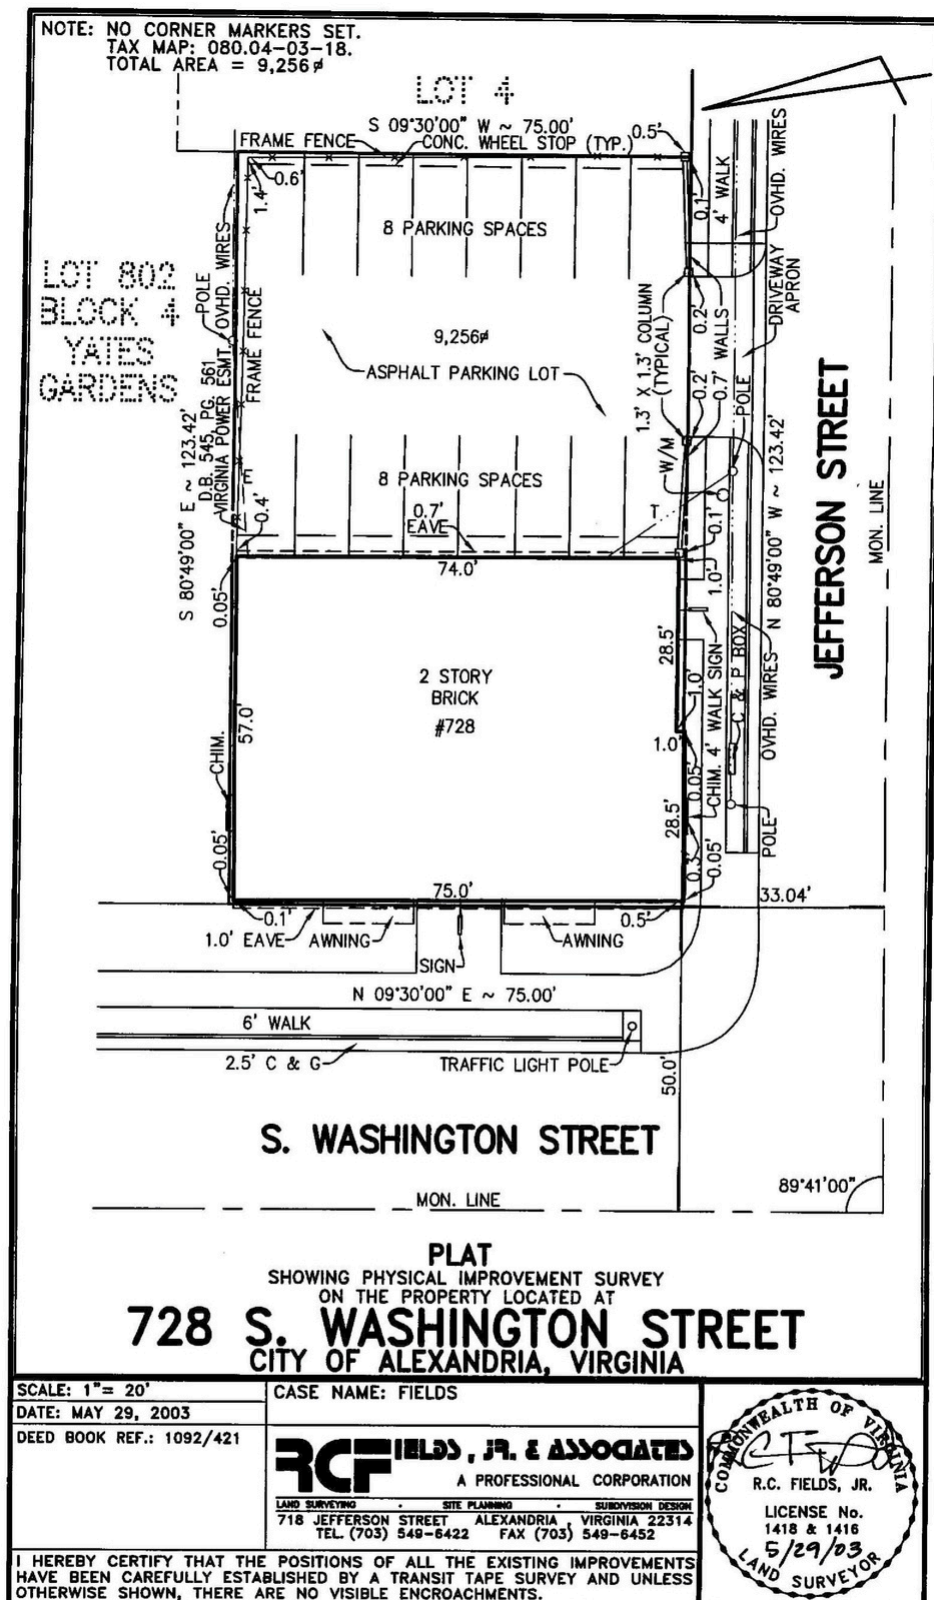 NOTE: NO CORNER MARKERS SET.
TAX MAP: 080.04-03-18.
TOTAL AREA = 9,256⌀
LOT 4
S 09°30'00" W ~ 75.00'
FRAME FENCE
CONC. WHEEL STOP (TYP.)
0.5'
0.6'
1.4'
0.1'
4' WALK
OVHD. WIRES
8 PARKING SPACES
LOT 802
BLOCK 4
YATES
GARDENS
POLE
OVHD. WIRES
FRAME FENCE
VIRGINIA POWER ESMT.
D.B. 545, PG. 561
S 80°49'00" E ~ 123.42'
9,256⌀
ASPHALT PARKING LOT
1.3' X 1.3' COLUMN
(TYPICAL)
0.2'
0.2'
0.7' WALLS
DRIVEWAY
APRON
POLE
JEFFERSON STREET
MON. LINE
N 80°49'00" W ~ 123.42'
8 PARKING SPACES
W/M
E
T
0.4'
0.7'
EAVE
0.1'
74.0'
0.05'
1.0'
28.5'
2 STORY
BRICK
#728
57.0'
CHIM.
1.0'
1.0'
SIGN
4' WALK
C & P BOX
OVHD. WIRES
0.05'
CHIM.
28.5'
0.3'
0.05'
POLE
0.05'
75.0'
33.04'
0.1'
0.5'
1.0' EAVE
AWNING
AWNING
SIGN
N 09°30'00" E ~ 75.00'
6' WALK
2.5' C & G
TRAFFIC LIGHT POLE
50.0'
S. WASHINGTON STREET
89°41'00"
MON. LINE
PLAT
SHOWING PHYSICAL IMPROVEMENT SURVEY
ON THE PROPERTY LOCATED AT
728 S. WASHINGTON STREET
CITY OF ALEXANDRIA, VIRGINIA
SCALE: 1"= 20'
DATE: MAY 29, 2003
DEED BOOK REF.: 1092/421
CASE NAME: FIELDS
RCFIELDS, JR. & ASSOCIATES
A PROFESSIONAL CORPORATION
LAND SURVEYING · SITE PLANNING · SUBDIVISION DESIGN
718 JEFFERSON STREET ALEXANDRIA, VIRGINIA 22314
TEL. (703) 549-6422 FAX (703) 549-6452
COMMONWEALTH OF VIRGINIA
R.C. FIELDS, JR.
LICENSE No.
1418 & 1416
5/29/03
LAND SURVEYOR
I HEREBY CERTIFY THAT THE POSITIONS OF ALL THE EXISTING IMPROVEMENTS
HAVE BEEN CAREFULLY ESTABLISHED BY A TRANSIT TAPE SURVEY AND UNLESS
OTHERWISE SHOWN, THERE ARE NO VISIBLE ENCROACHMENTS.